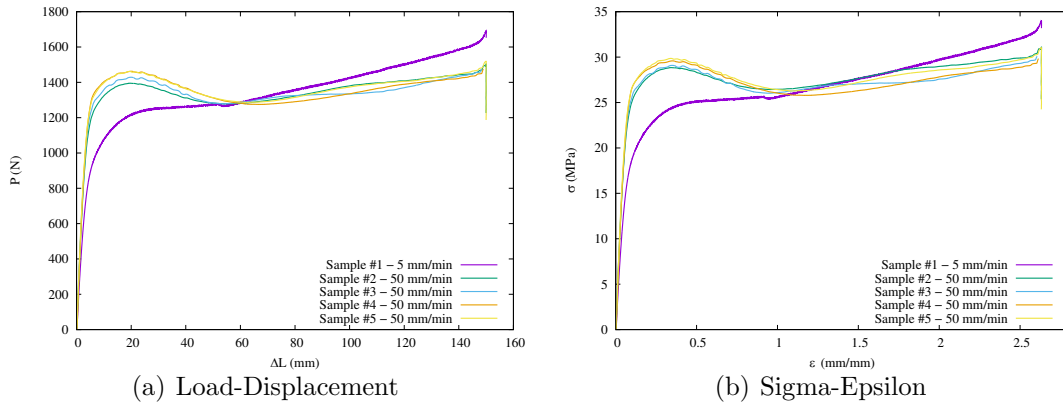 1800
1600
1400
1200
1000
800
600
400
200
0
P (N)
0 20 40 60 80 100 120 140 160
ΔL (mm)
Sample #1 – 5 mm/min
Sample #2 – 50 mm/min
Sample #3 – 50 mm/min
Sample #4 – 50 mm/min
Sample #5 – 50 mm/min
(a) Load-Displacement
35
30
25
20
15
10
5
0
σ (MPa)
0 0.5 1 1.5 2 2.5
ε (mm/mm)
Sample #1 – 5 mm/min
Sample #2 – 50 mm/min
Sample #3 – 50 mm/min
Sample #4 – 50 mm/min
Sample #5 – 50 mm/min
(b) Sigma-Epsilon